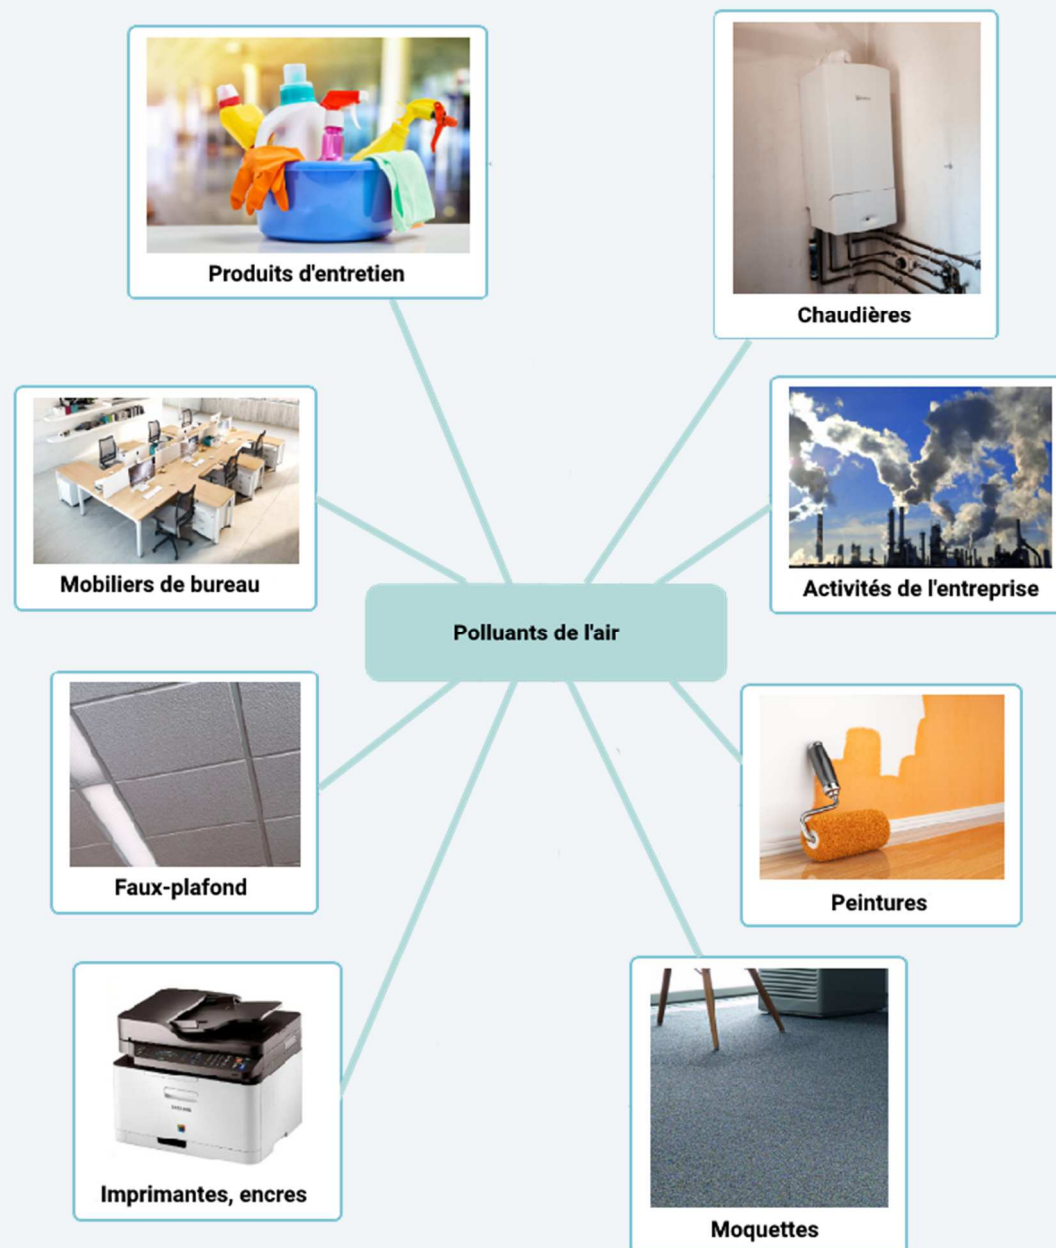 Produits d'entretien
Chaudières
Mobiliers de bureau
Activités de l'entreprise
Polluants de l'air
Faux-plafond
Peintures
Imprimantes, encres
Moquettes